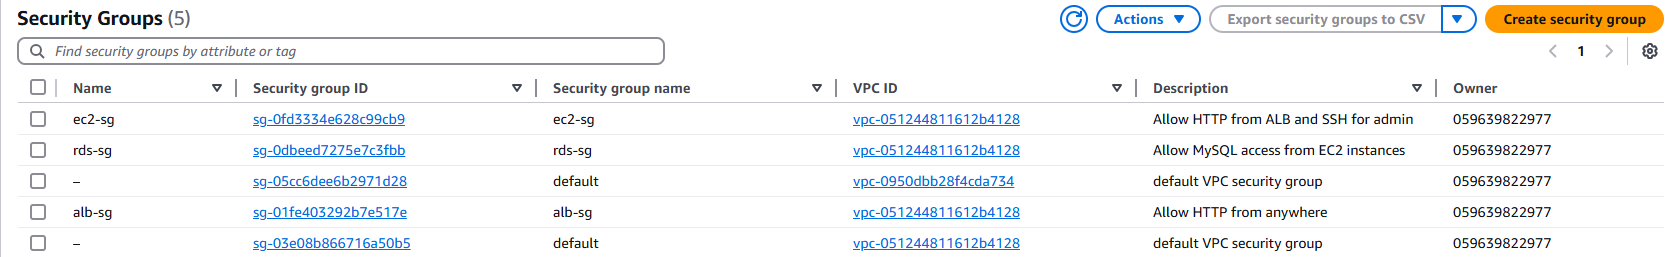 Security Groups (5)
Actions
Export security groups to CSV
Create security group
Find security groups by attribute or tag
1
Name Security group ID Security group name VPC ID Description Owner
ec2-sg sg-0fd3334e628c99cb9 ec2-sg vpc-051244811612b4128 Allow HTTP from ALB and SSH for admin 059639822977
rds-sg sg-0dbeed7275e7c3fbb rds-sg vpc-051244811612b4128 Allow MySQL access from EC2 instances 059639822977
– sg-05cc6dee6b2971d28 default vpc-0950dbb28f4cda734 default VPC security group 059639822977
alb-sg sg-01fe403292b7e517e alb-sg vpc-051244811612b4128 Allow HTTP from anywhere 059639822977
– sg-03e08b866716a50b5 default vpc-051244811612b4128 default VPC security group 059639822977